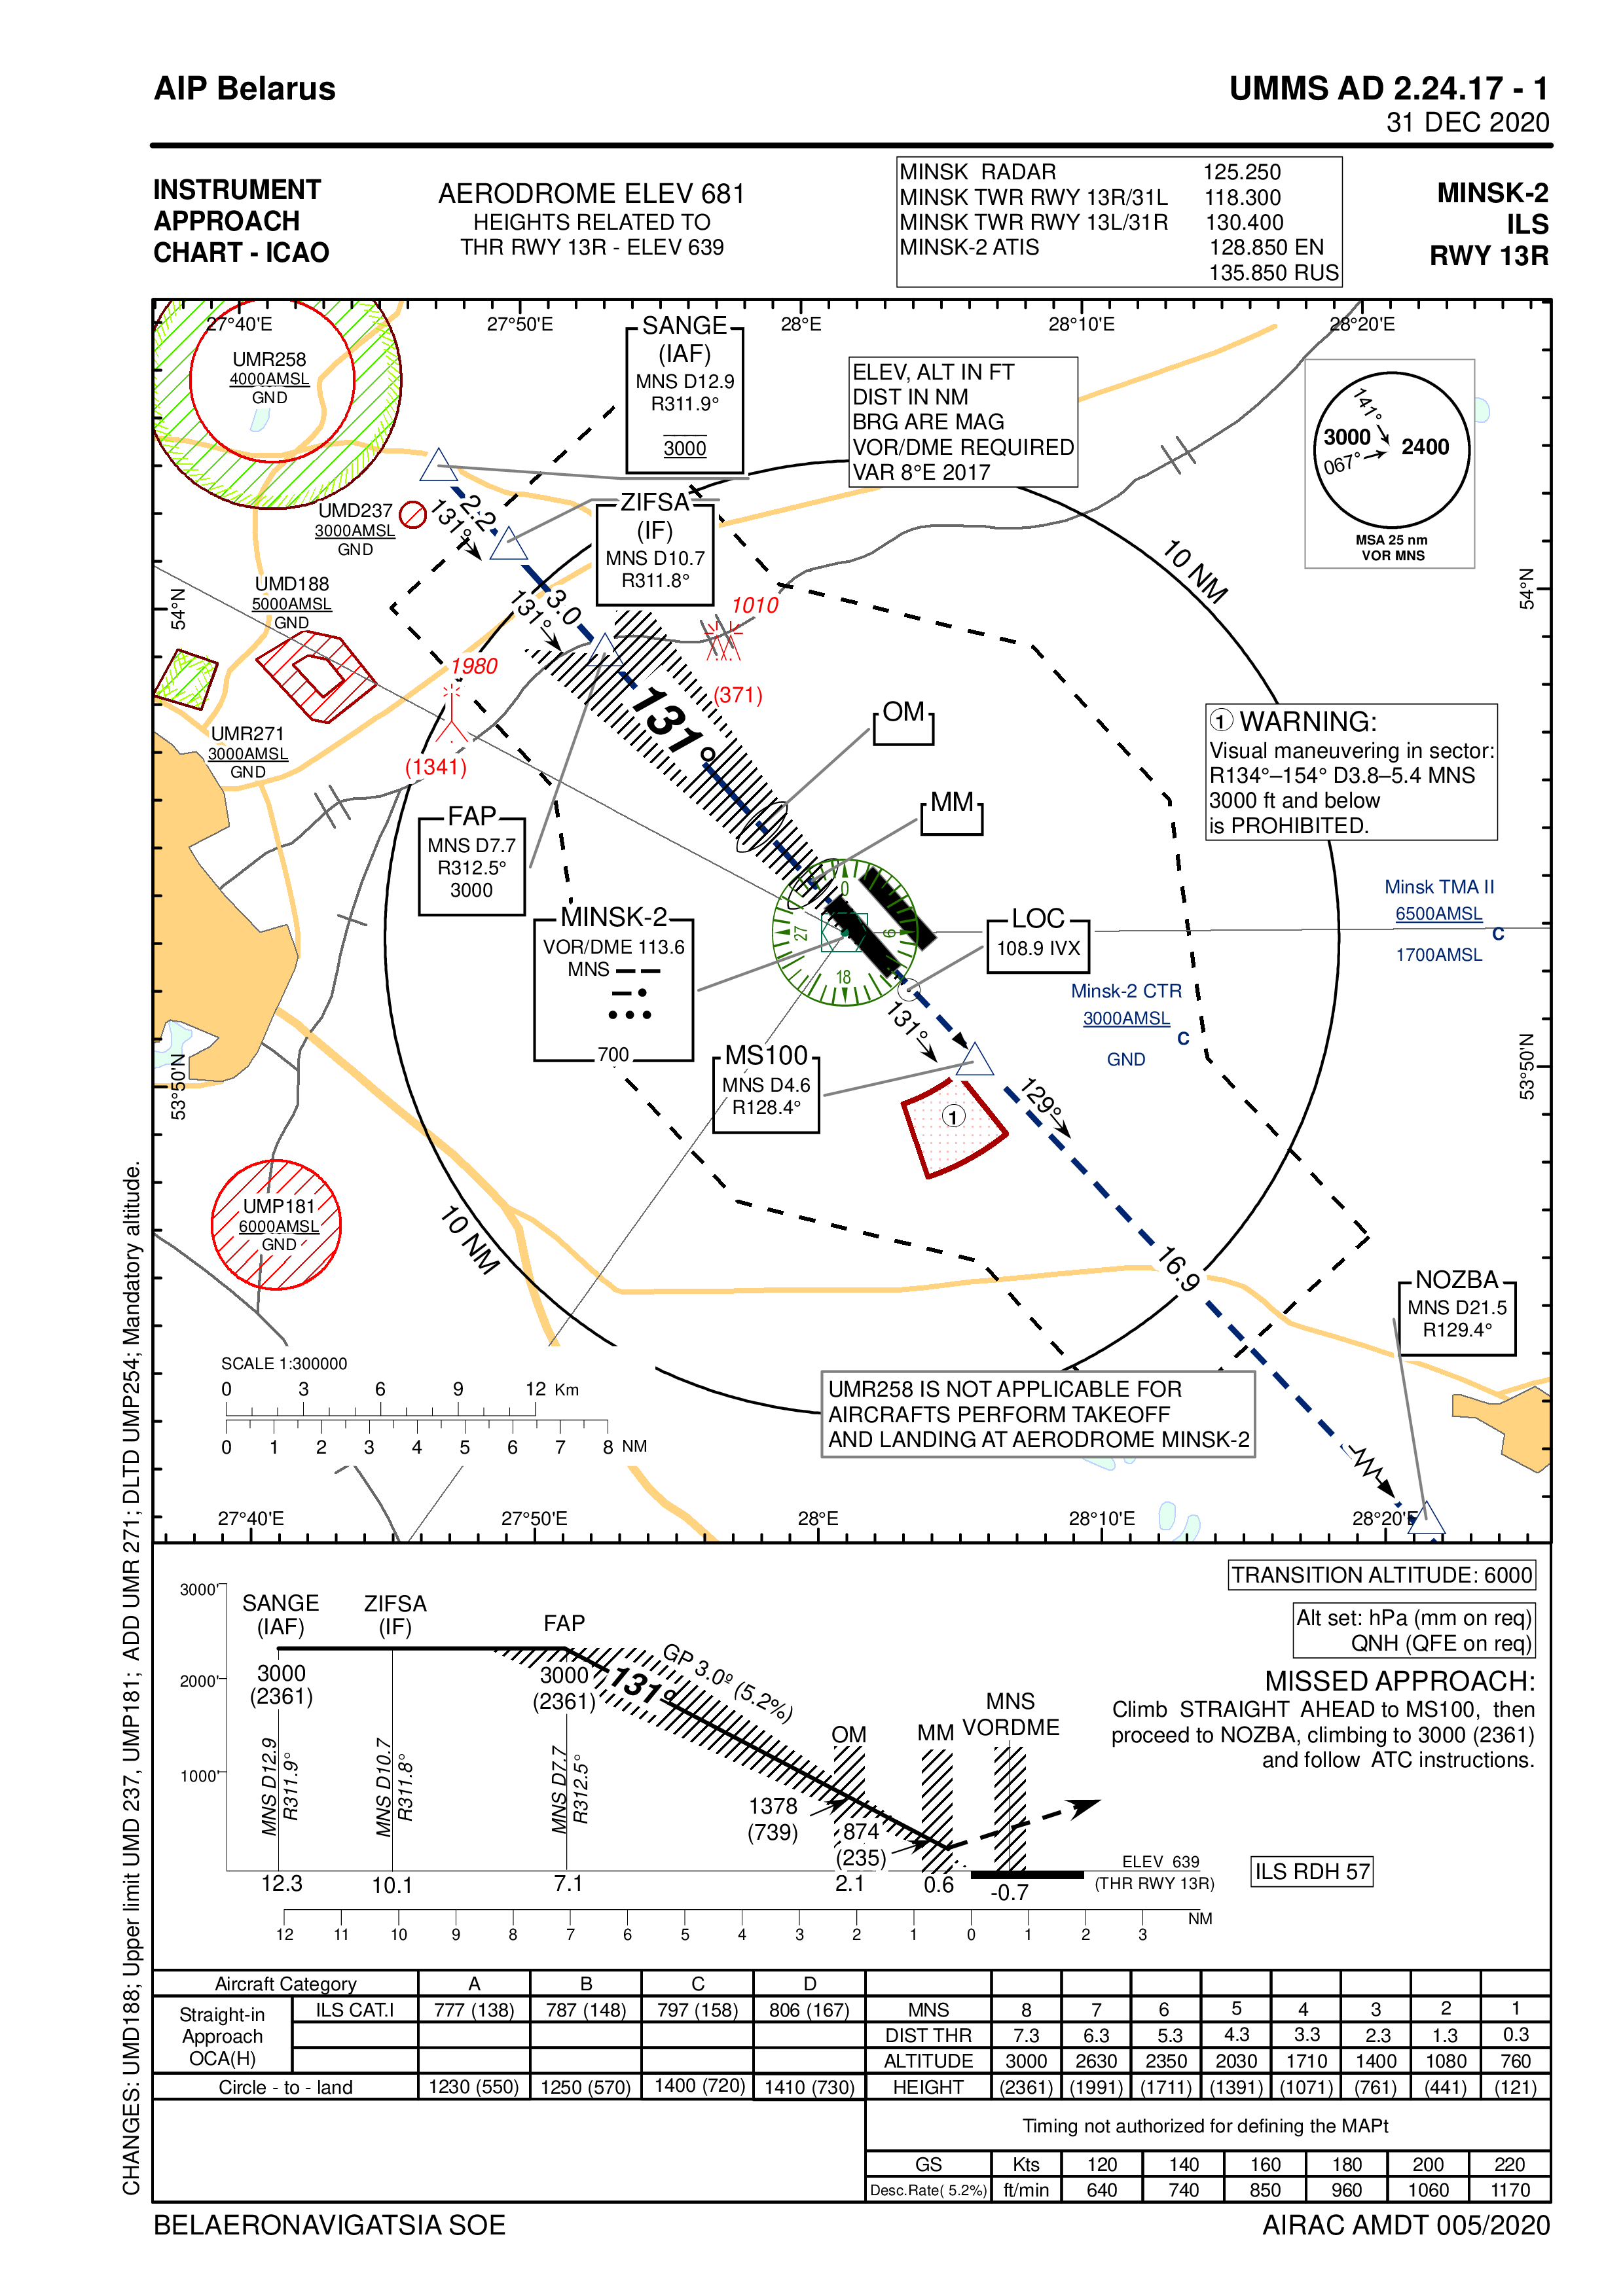 AIP Belarus
UMMS AD 2.24.17 - 1
31 DEC 2020
INSTRUMENT
APPROACH
CHART - ICAO
AERODROME ELEV 681
HEIGHTS RELATED TO
THR RWY 13R - ELEV 639
MINSK RADAR 125.250
MINSK TWR RWY 13R/31L 118.300
MINSK TWR RWY 13L/31R 130.400
MINSK-2 ATIS 128.850 EN
135.850 RUS
MINSK-2
ILS
RWY 13R
27°40'E
27°50'E
28°E
28°10'E
28°20'E
UMR258
4000AMSL
GND
SANGE
(IAF)
MNS D12.9
R311.9°
3000
ELEV, ALT IN FT
DIST IN NM
BRG ARE MAG
VOR/DME REQUIRED
VAR 8°E 2017
141°
3000
067°
2400
MSA 25 nm
VOR MNS
UMD237
3000AMSL
GND
2.2
131°
ZIFSA
(IF)
MNS D10.7
R311.8°
10 NM
UMD188
5000AMSL
GND
3.0
131°
1010
(371)
54°N
54°N
1980
(1341)
131°
UMR271
3000AMSL
GND
OM
MM
1 WARNING:
Visual maneuvering in sector:
R134°–154° D3.8–5.4 MNS
3000 ft and below
is PROHIBITED.
FAP
MNS D7.7
R312.5°
3000
0
9
18
27
MINSK-2
VOR/DME 113.6
MNS
700
LOC
108.9 IVX
Minsk TMA II
6500AMSL
C
1700AMSL
Minsk-2 CTR
3000AMSL
C
GND
131°
MS100
MNS D4.6
R128.4°
129°
1
53°50'N
53°50'N
UMP181
6000AMSL
GND
10 NM
16.9
NOZBA
MNS D21.5
R129.4°
SCALE 1:300000
0 3 6 9 12 Km
0 1 2 3 4 5 6 7 8 NM
UMR258 IS NOT APPLICABLE FOR
AIRCRAFTS PERFORM TAKEOFF
AND LANDING AT AERODROME MINSK-2
27°40'E
27°50'E
28°E
28°10'E
28°20'E
CHANGES: UMD188; Upper limit UMD 237, UMP181; ADD UMR 271; DLTD UMP254; Mandatory altitude.
3000'
2000'
1000'
SANGE
(IAF)
ZIFSA
(IF)
FAP
3000
(2361)
3000
(2361)
131°
GP 3.0º (5.2%)
MNS D12.9
R311.9°
MNS D10.7
R311.8°
MNS D7.7
R312.5°
OM
MM
MNS
VORDME
1378
(739)
874
(235)
12.3 10.1 7.1 2.1 0.6 -0.7
ELEV 639
(THR RWY 13R)
12 11 10 9 8 7 6 5 4 3 2 1 0 1 2 3 NM
TRANSITION ALTITUDE: 6000
Alt set: hPa (mm on req)
QNH (QFE on req)
MISSED APPROACH:
Climb STRAIGHT AHEAD to MS100, then
proceed to NOZBA, climbing to 3000 (2361)
and follow ATC instructions.
ILS RDH 57
Aircraft Category A B C D
Straight-in
Approach
OCA(H)
ILS CAT.I 777 (138) 787 (148) 797 (158) 806 (167)
Circle - to - land 1230 (550) 1250 (570) 1400 (720) 1410 (730)
MNS 8 7 6 5 4 3 2 1
DIST THR 7.3 6.3 5.3 4.3 3.3 2.3 1.3 0.3
ALTITUDE 3000 2630 2350 2030 1710 1400 1080 760
HEIGHT (2361) (1991) (1711) (1391) (1071) (761) (441) (121)
Timing not authorized for defining the MAPt
GS Kts 120 140 160 180 200 220
Desc.Rate( 5.2%) ft/min 640 740 850 960 1060 1170
BELAERONAVIGATSIA SOE
AIRAC AMDT 005/2020